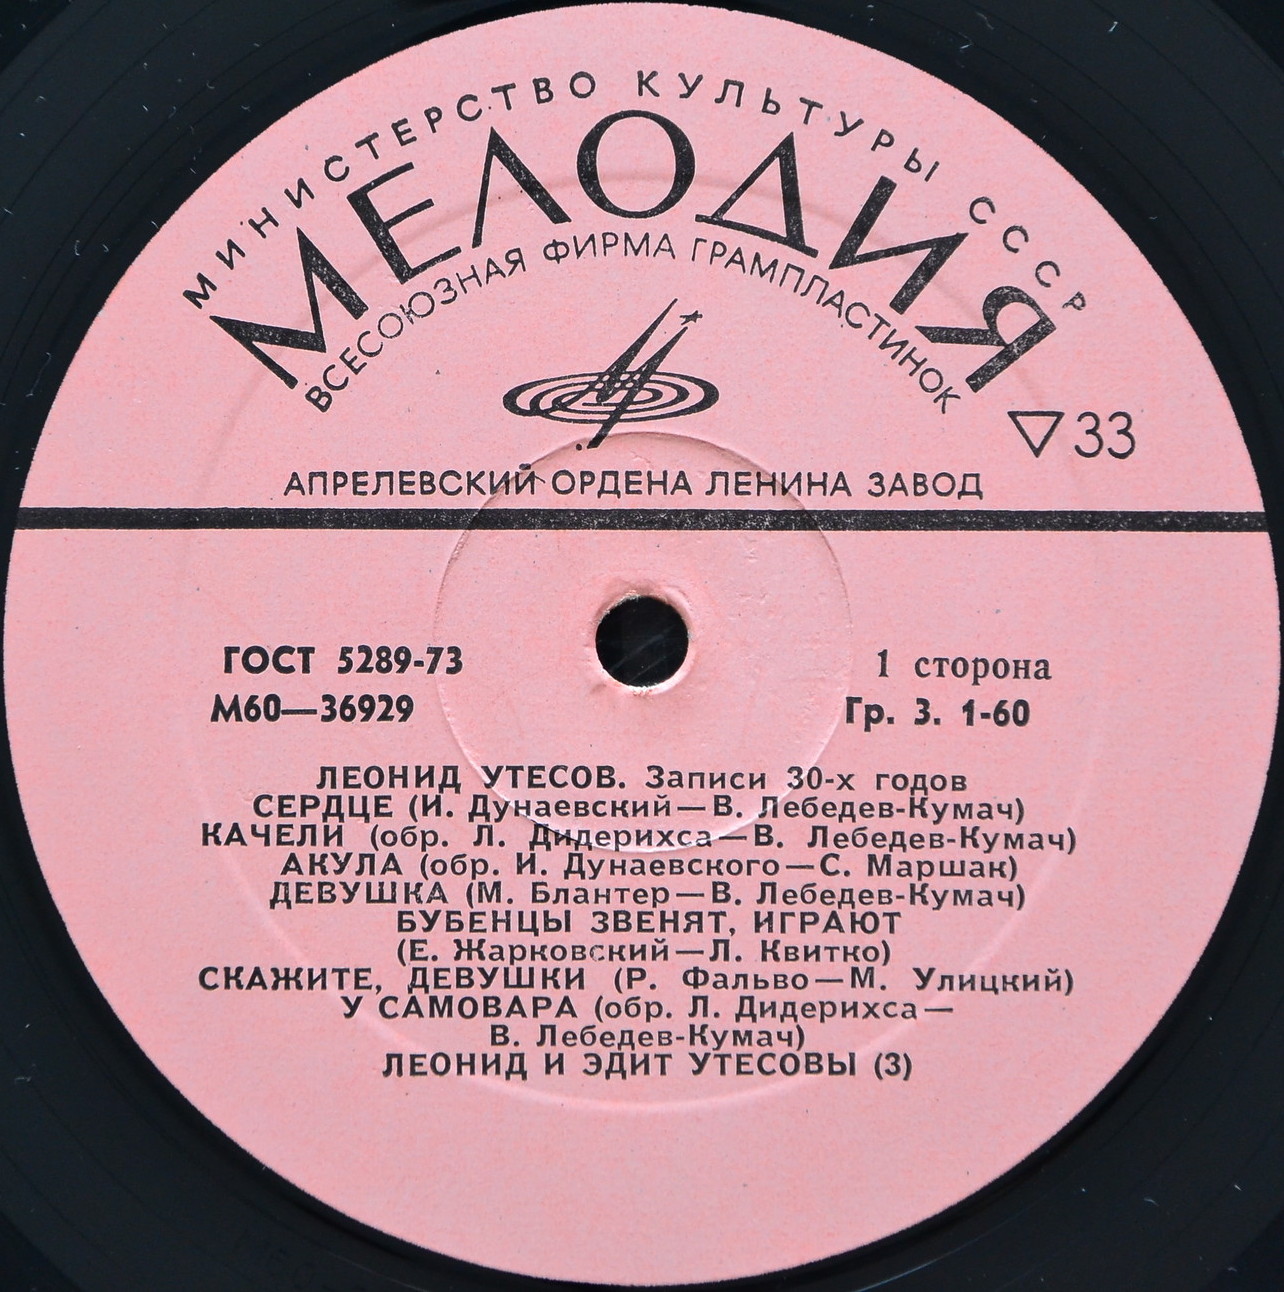 МИНИСТЕРСТВО КУЛЬТУРЫ СССР
МЕЛОДИЯ
ВСЕСОЮЗНАЯ ФИРМА ГРАМПЛАСТИНОК
33
АПРЕЛЕВСКИЙ ОРДЕНА ЛЕНИНА ЗАВОД
ГОСТ 5289-73
1 сторона
М60—36929
Гр. 3. 1-60
ЛЕОНИД УТЕСОВ. Записи 30-х годов
СЕРДЦЕ (И. Дунаевский—В. Лебедев-Кумач)
КАЧЕЛИ (обр. Л. Дидерихса—В. Лебедев-Кумач)
АКУЛА (обр. И. Дунаевского—С. Маршак)
ДЕВУШКА (М. Блантер—В. Лебедев-Кумач)
БУБЕНЦЫ ЗВЕНЯТ, ИГРАЮТ
(Е. Жарковский—Л. Квитко)
СКАЖИТЕ, ДЕВУШКИ (Р. Фальво—М. Улицкий)
У САМОВАРА (обр. Л. Дидерихса—
В. Лебедев-Кумач)
ЛЕОНИД И ЭДИТ УТЕСОВЫ (3)